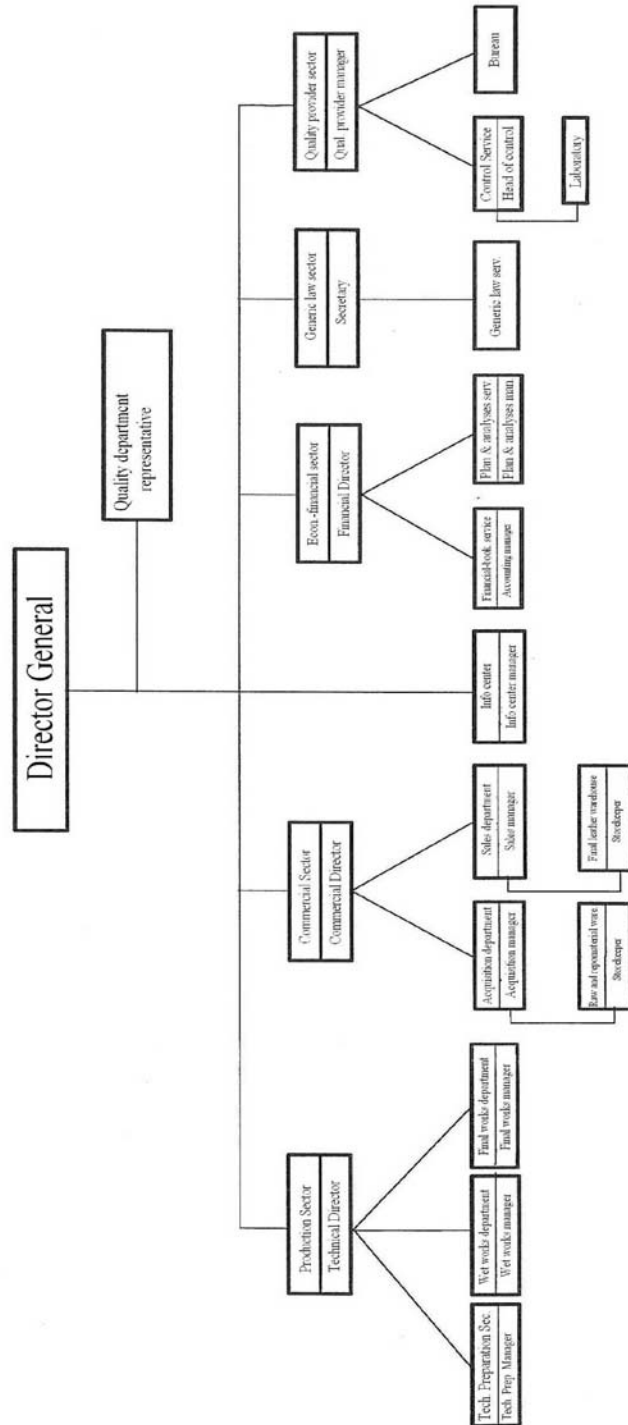 Director General
Quality department
representative
Production Sector
Technical Director
Commercial Sector
Commercial Director
Econ.-financial sector
Financial Director
Generic law sector
Secretary
Quality provider sector
Qual. provider manager
Tech. Preparation Sec.
Tech. Prep. Manager
Wet works department
Wet works manager
Final works department
Final works manager
Acquisition department
Acquisition manager
Sales department
Sales manager
Info center
Info center manager
Financial-book. service
Accounting manager
Plan & analyses serv.
Plan & analyses man.
Generic law serv.
Control Service
Head of control
Bureau
Raw and repomaterial ware.
Storekeeper
Final leather warehouse
Storekeeper
Laboratory